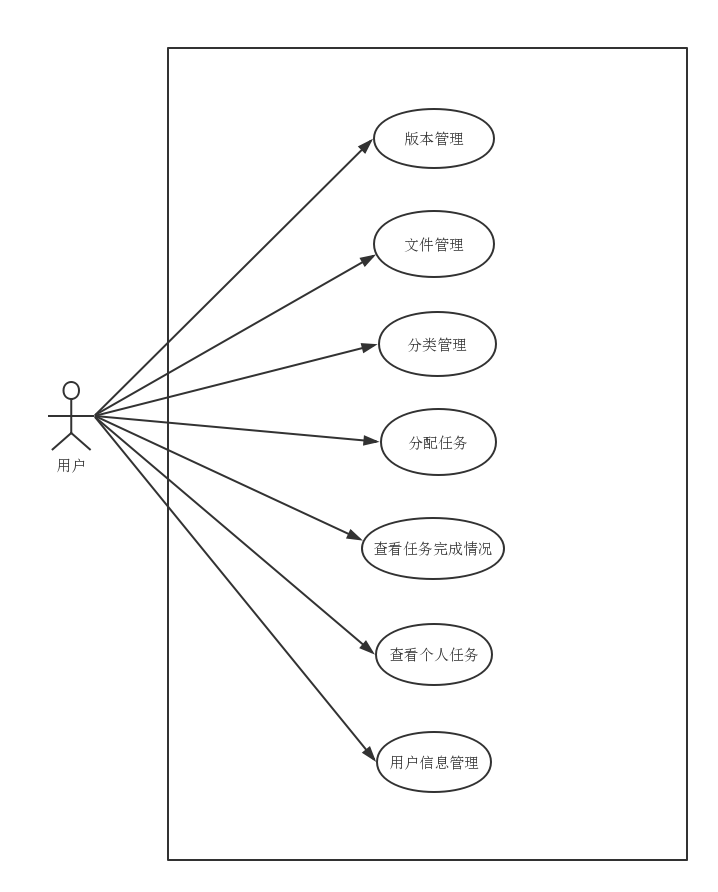 版本管理
文件管理
分类管理
分配任务
用户
查看任务完成情况
查看个人任务
用户信息管理